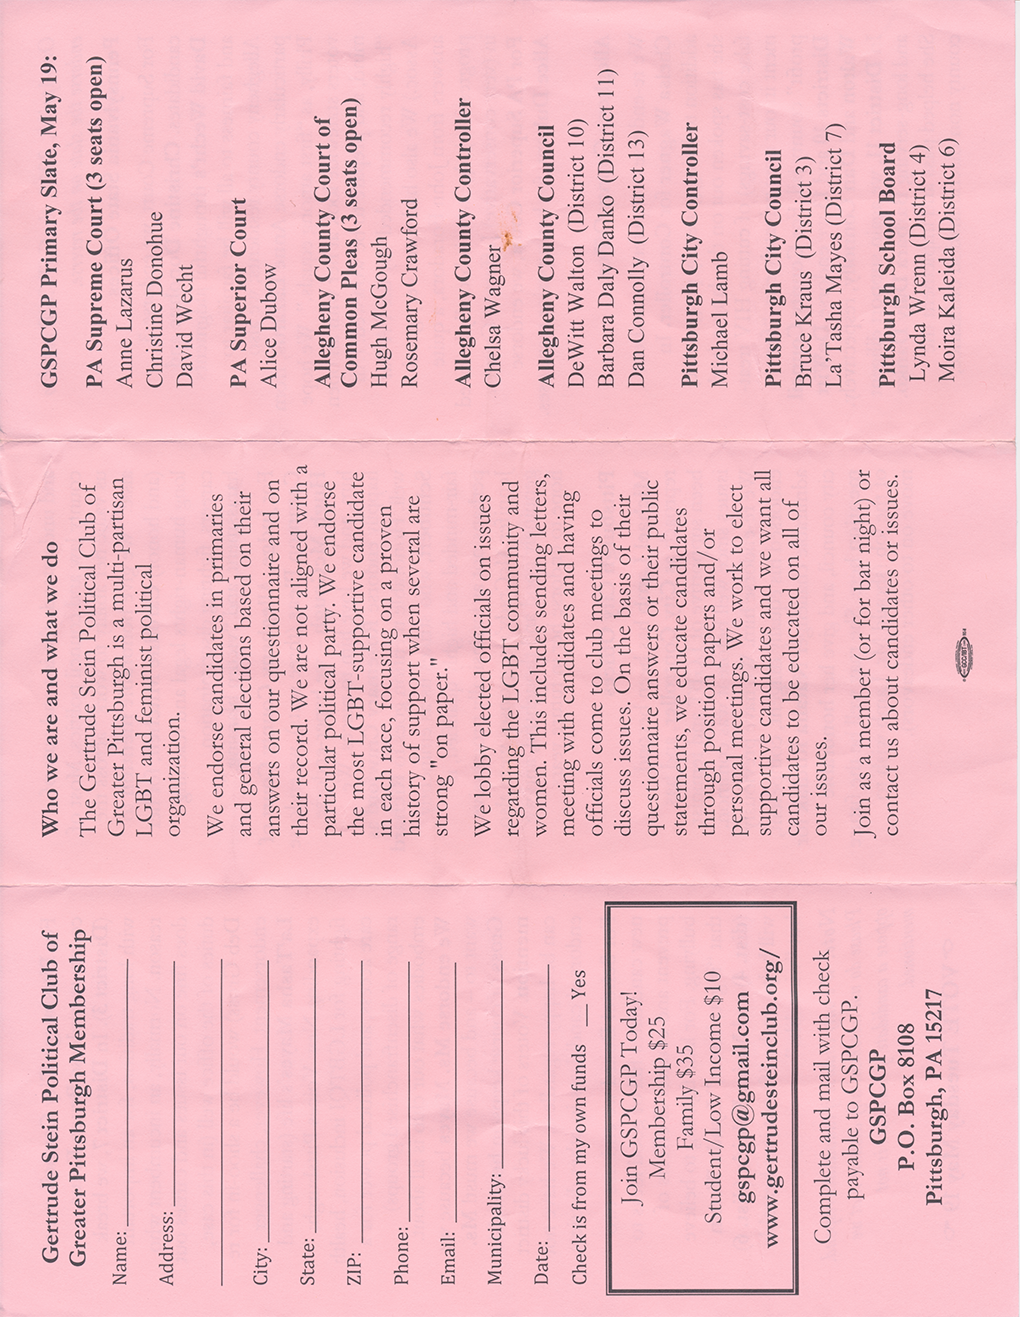 Gertrude Stein Political Club of
Greater Pittsburgh Membership
Name:
Address:
City:
State:
ZIP:
Phone:
Email:
Municipality:
Date:
Check is from my own funds __ Yes
Join GSPCGP Today!
Membership $25
Family $35
Student/Low Income $10
gspcgp@gmail.com
www.gertrudesteinclub.org/
Complete and mail with check
payable to GSPCGP.
GSPCGP
P.O. Box 8108
Pittsburgh, PA 15217
Who we are and what we do
The Gertrude Stein Political Club of
Greater Pittsburgh is a multi-partisan
LGBT and feminist political
organization.
We endorse candidates in primaries
and general elections based on their
answers on our questionnaire and on
their record. We are not aligned with a
particular political party. We endorse
the most LGBT-supportive candidate
in each race, focusing on a proven
history of support when several are
strong "on paper."
We lobby elected officials on issues
regarding the LGBT community and
women. This includes sending letters,
meeting with candidates and having
officials come to club meetings to
discuss issues. On the basis of their
questionnaire answers or their public
statements, we educate candidates
through position papers and/or
personal meetings. We work to elect
supportive candidates and we want all
candidates to be educated on all of
our issues.
Join as a member (or for bar night) or
contact us about candidates or issues.
GSPCGP Primary Slate, May 19:
PA Supreme Court (3 seats open)
Anne Lazarus
Christine Donohue
David Wecht
PA Superior Court
Alice Dubow
Allegheny County Court of
Common Pleas (3 seats open)
Hugh McGough
Rosemary Crawford
Allegheny County Controller
Chelsa Wagner
Allegheny County Council
DeWitt Walton (District 10)
Barbara Daly Danko (District 11)
Dan Connolly (District 13)
Pittsburgh City Controller
Michael Lamb
Pittsburgh City Council
Bruce Kraus (District 3)
La'Tasha Mayes (District 7)
Pittsburgh School Board
Lynda Wrenn (District 4)
Moira Kaleida (District 6)